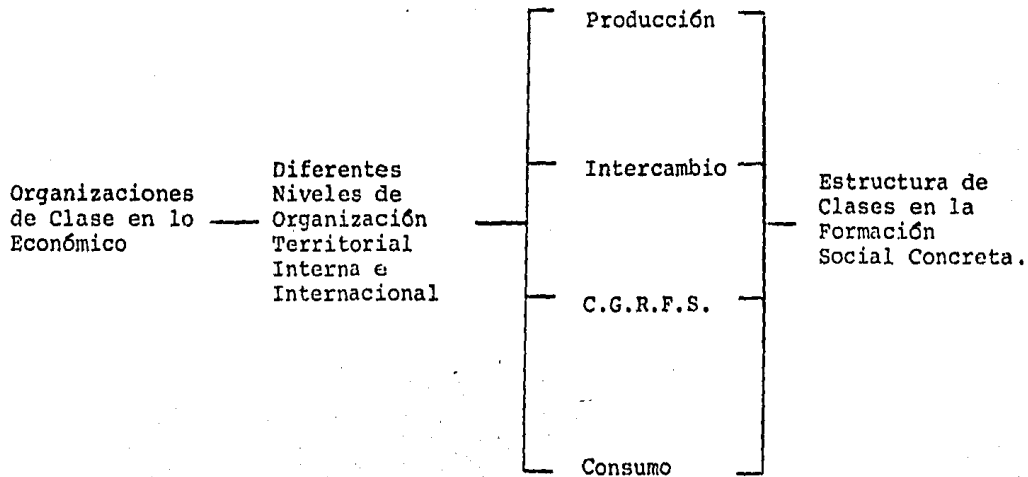 Organizaciones
de Clase en lo
Económico
Diferentes
Niveles de
Organización
Territorial
Interna e
Internacional
Producción
Intercambio
C.G.R.F.S.
Consumo
Estructura de
Clases en la
Formación
Social Concreta.